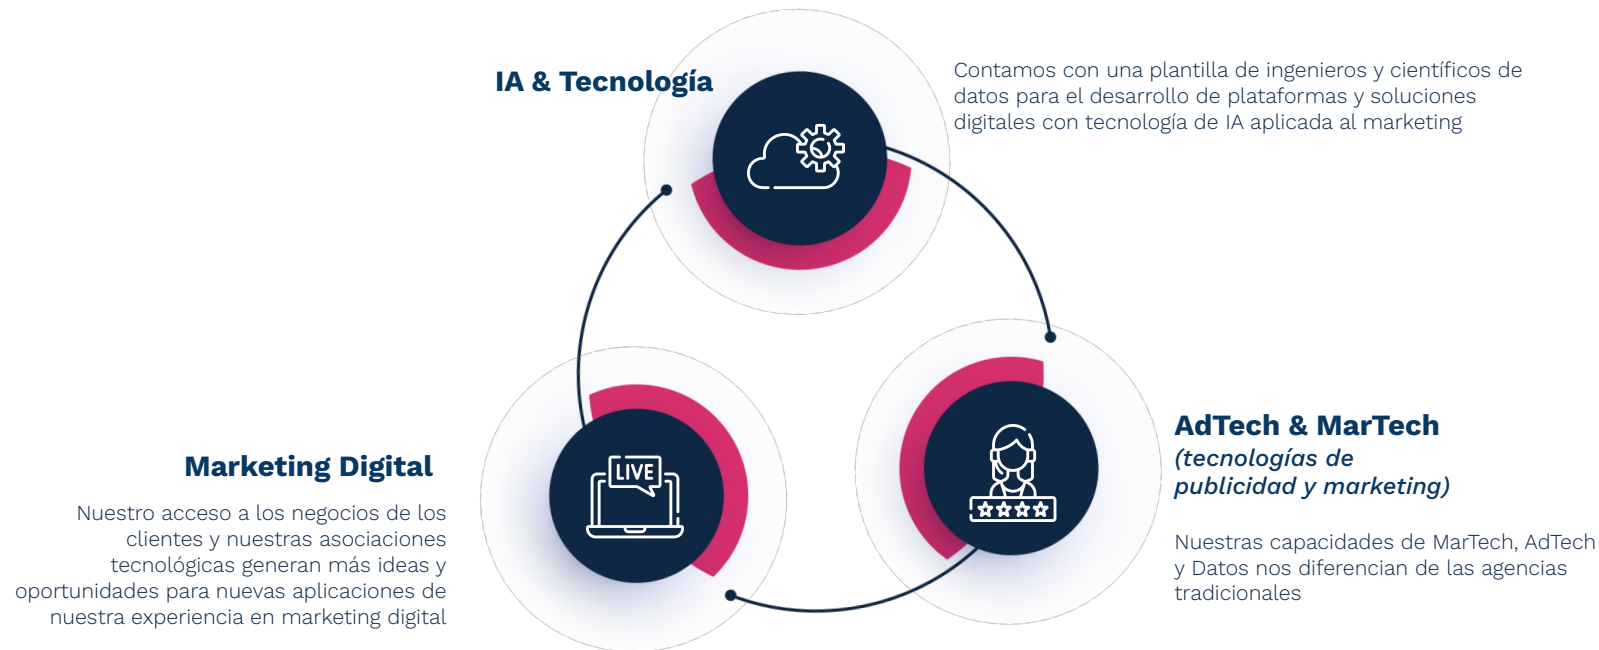 IA & Tecnología
Contamos con una plantilla de ingenieros y científicos de
datos para el desarrollo de plataformas y soluciones
digitales con tecnología de IA aplicada al marketing
AdTech & MarTech
(tecnologías de
publicidad y marketing)
Nuestras capacidades de MarTech, AdTech
y Datos nos diferencian de las agencias
tradicionales
Marketing Digital
Nuestro acceso a los negocios de los
clientes y nuestras asociaciones
tecnológicas generan más ideas y
oportunidades para nuevas aplicaciones de
nuestra experiencia en marketing digital
LIVE